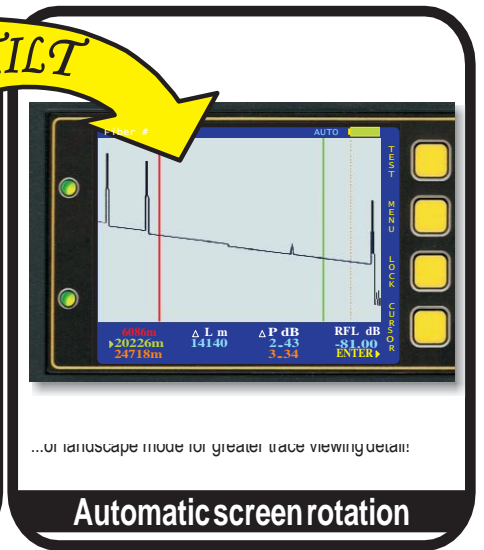 TILT
Fiber # AUTO
TEST
MENU
LOCK
CURSOR
6086m △ L m △ P dB RFL dB
▸20226m 14140 2.43 -81.00
24718m 3.34 ENTER▸
...or landscape mode for greater trace viewing detail!
Automatic screen rotation